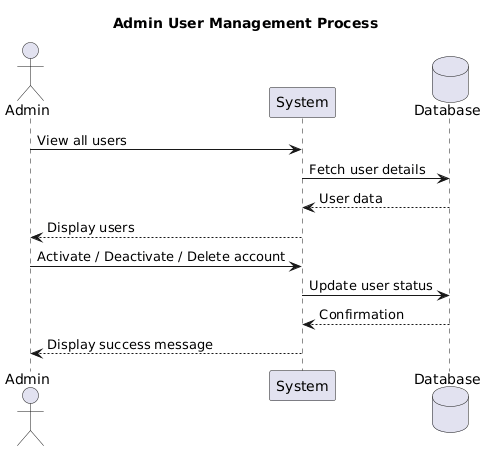 Admin User Management Process
Admin
System
Database
View all users
Fetch user details
User data
Display users
Activate / Deactivate / Delete account
Update user status
Confirmation
Display success message
Admin
System
Database